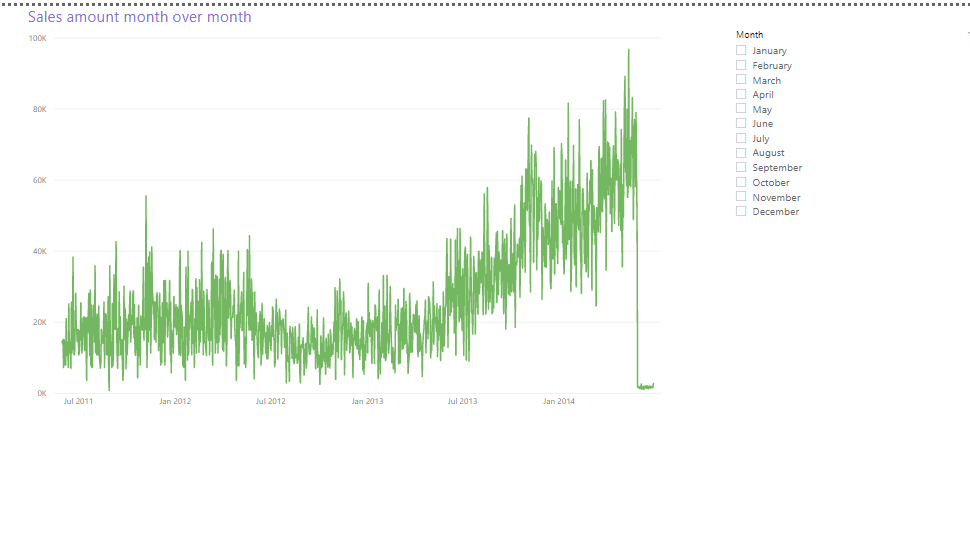 Sales amount month over month
100K
80K
60K
40K
20K
0K
Jul 2011
Jan 2012
Jul 2012
Jan 2013
Jul 2013
Jan 2014
Month
January
February
March
April
May
June
July
August
September
October
November
December